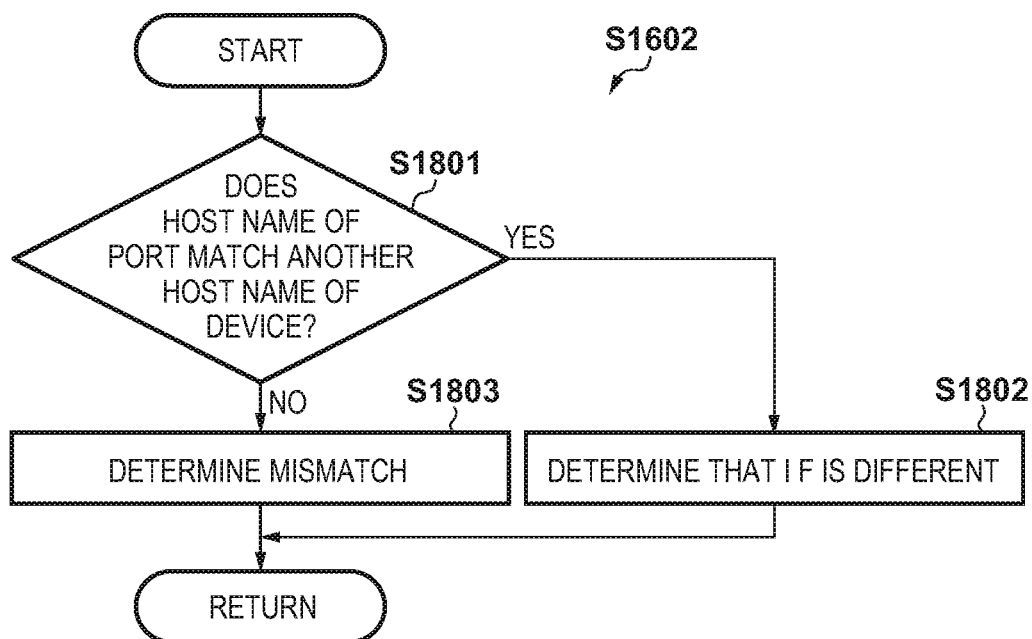 START
S1602
S1801
DOES
HOST NAME OF
PORT MATCH ANOTHER
HOST NAME OF
DEVICE?
YES
NO
S1803
S1802
DETERMINE MISMATCH
DETERMINE THAT I F IS DIFFERENT
RETURN